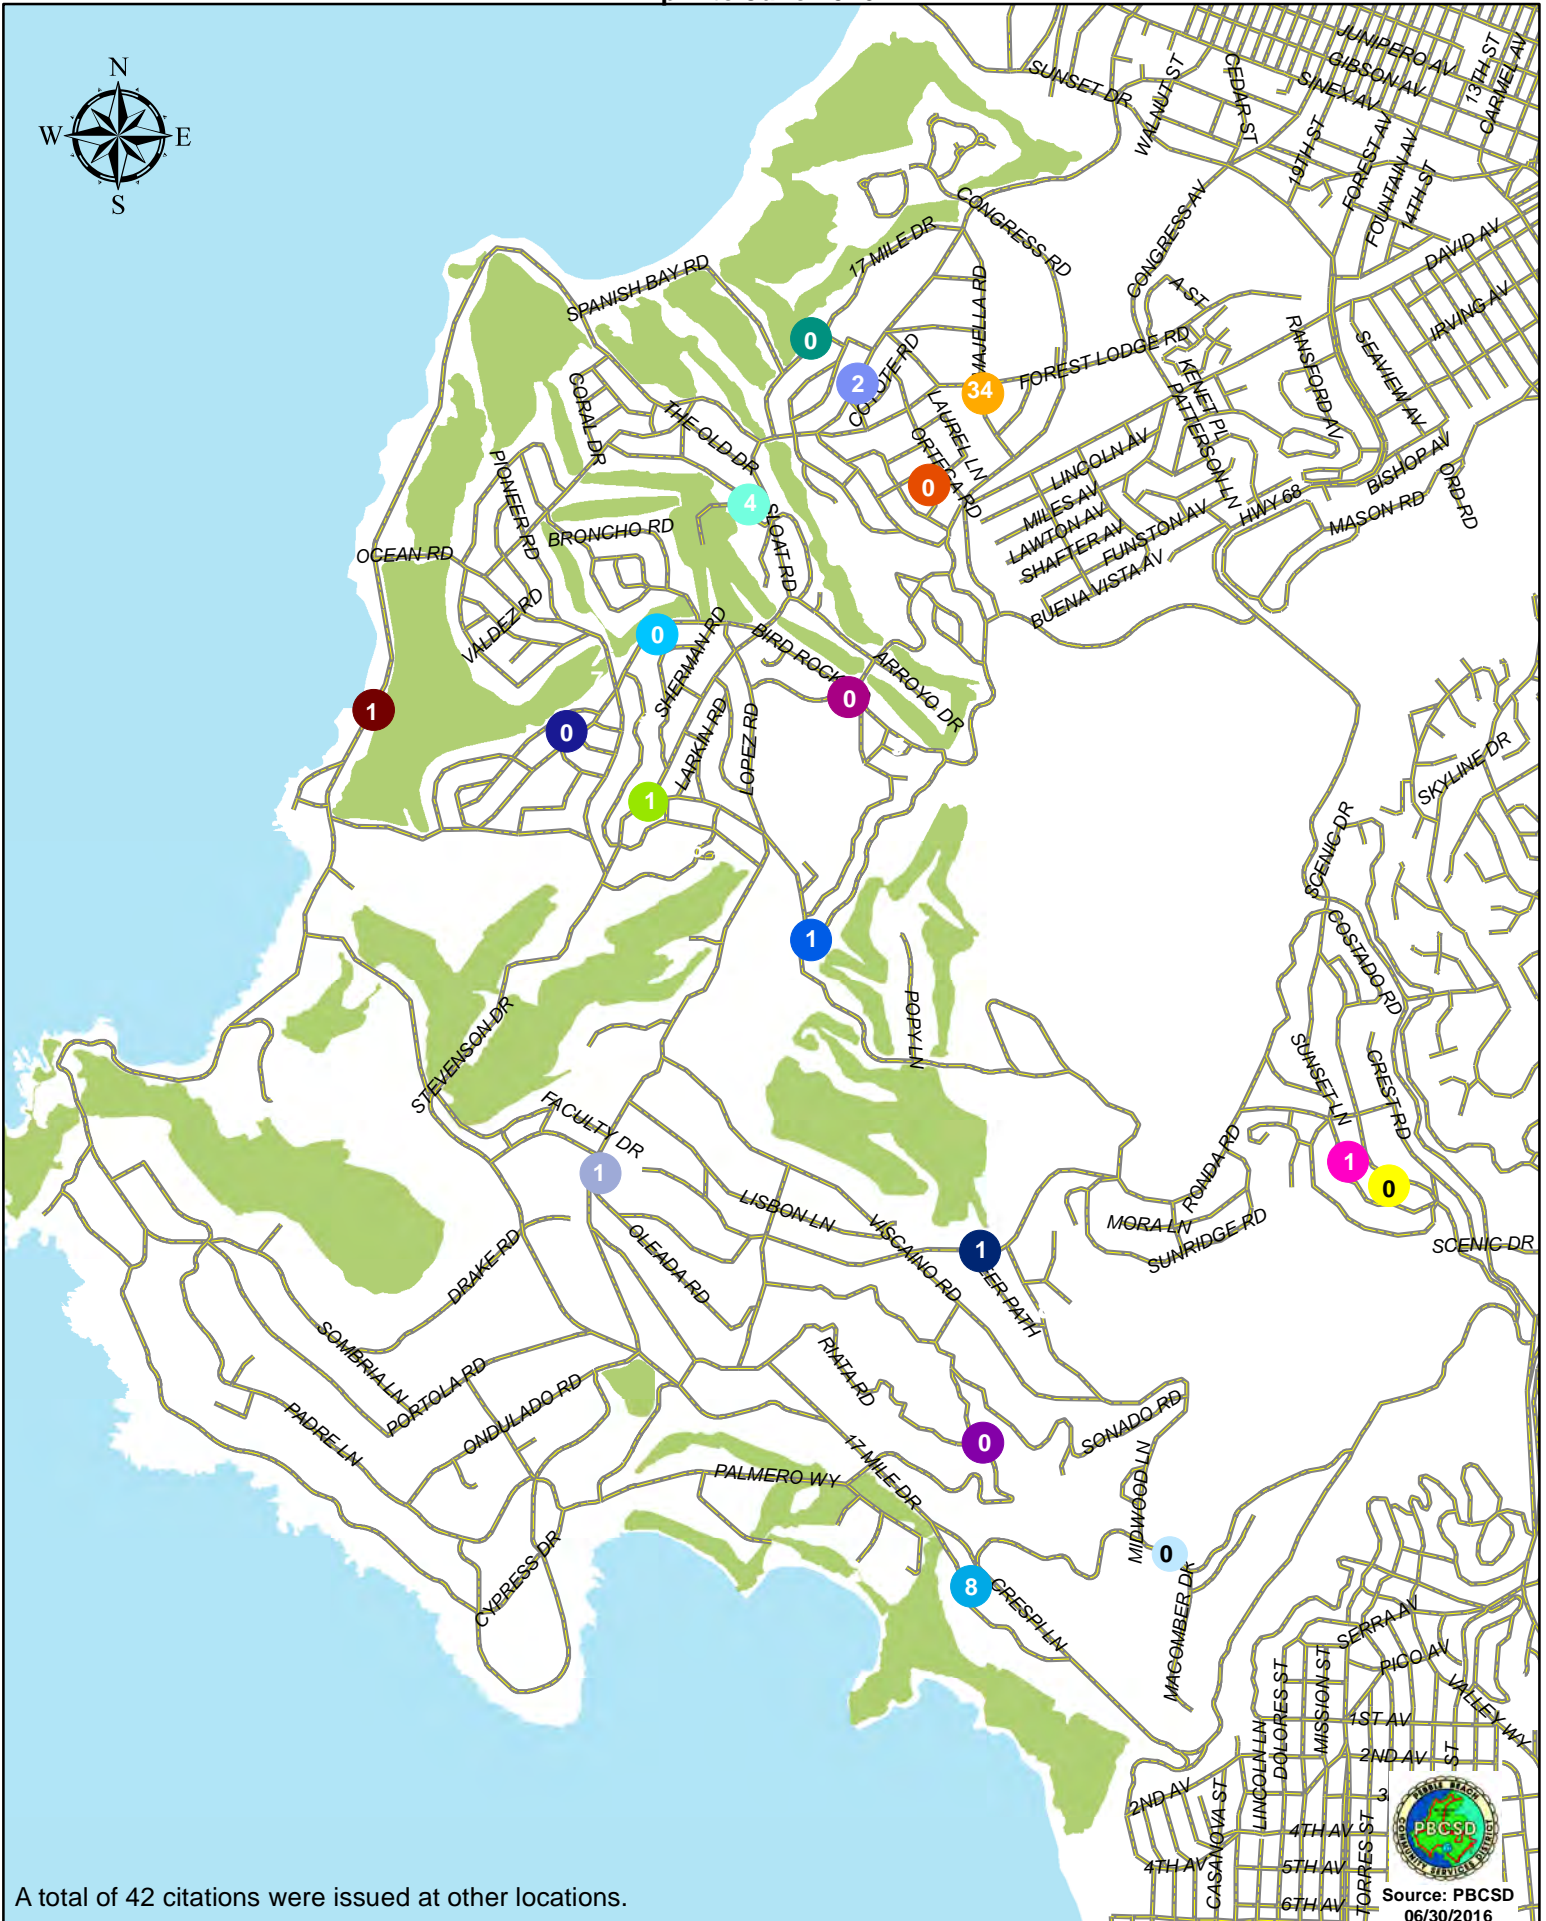 N
W E
S
SUNSET DR
WALNUT ST
CEDAR ST
JUNIPERO AV
GIBSON AV
SINEX AV
13TH ST
CARMEL AV
19TH ST
FOREST AV
FOUNTAIN AV
14TH ST
DAVID AV
IRVING AV
CONGRESS RD
CONGRESS AV
A ST
17 MILE DR
SPANISH BAY RD
MAJELLA RD
FOREST LODGE RD
RANSFORD AV
SEAVIEW AV
0
2
COYOTE RD
34
KENET PL
PATTERSON LN
LAUREL LN
ORTEGA RD
CORAL DR
THE OLD DR
LINCOLN AV
BISHOP AV
ORD RD
0
4
PIONEER RD
BRONCHO RD
SLOAT RD
MILES AV
LAWTON AV
SHAFTER AV
FUNSTON AV
HWY 68
MASON RD
OCEAN RD
BUENA VISTA AV
VALDEZ RD
0
SHERMAN RD
BIRD ROCK
ARROYO DR
0
1
0
LARKIN RD
LOPEZ RD
1
SKYLINE DR
SCENIC DR
1
COSTADO RD
POPY LN
STEVENSON DR
SUNSET LN
CREST RD
FACULTY DR
1
RONDA RD
1
0
LISBON LN
VISCAINO RD
MORA LN
SUNRIDGE RD
SCENIC DR
OLEADA RD
DRAKE RD
1
ER PATH
SOMBRIA LN
PORTOLA RD
RIATA RD
ONDULADO RD
PADRE LN
SONADO RD
0
17 MILE DR
PALMERO WY
MIDWOOD LN
0
CYPRESS DR
8
CRESPI LN
MACOMBER DR
SERRA AV
PICO AV
VALLEY WY
DOLORES ST
MISSION ST
1ST AV
2ND AV
ST
LINCOLN LN
2ND AV
CASANOVA ST
3
4TH AV
TORRES ST
4TH AV
5TH AV
6TH AV
PEBBLE BEACH
PBCSD
COMMUNITY SERVICES DISTRICT
Source: PBCSD
06/30/2016
A total of 42 citations were issued at other locations.